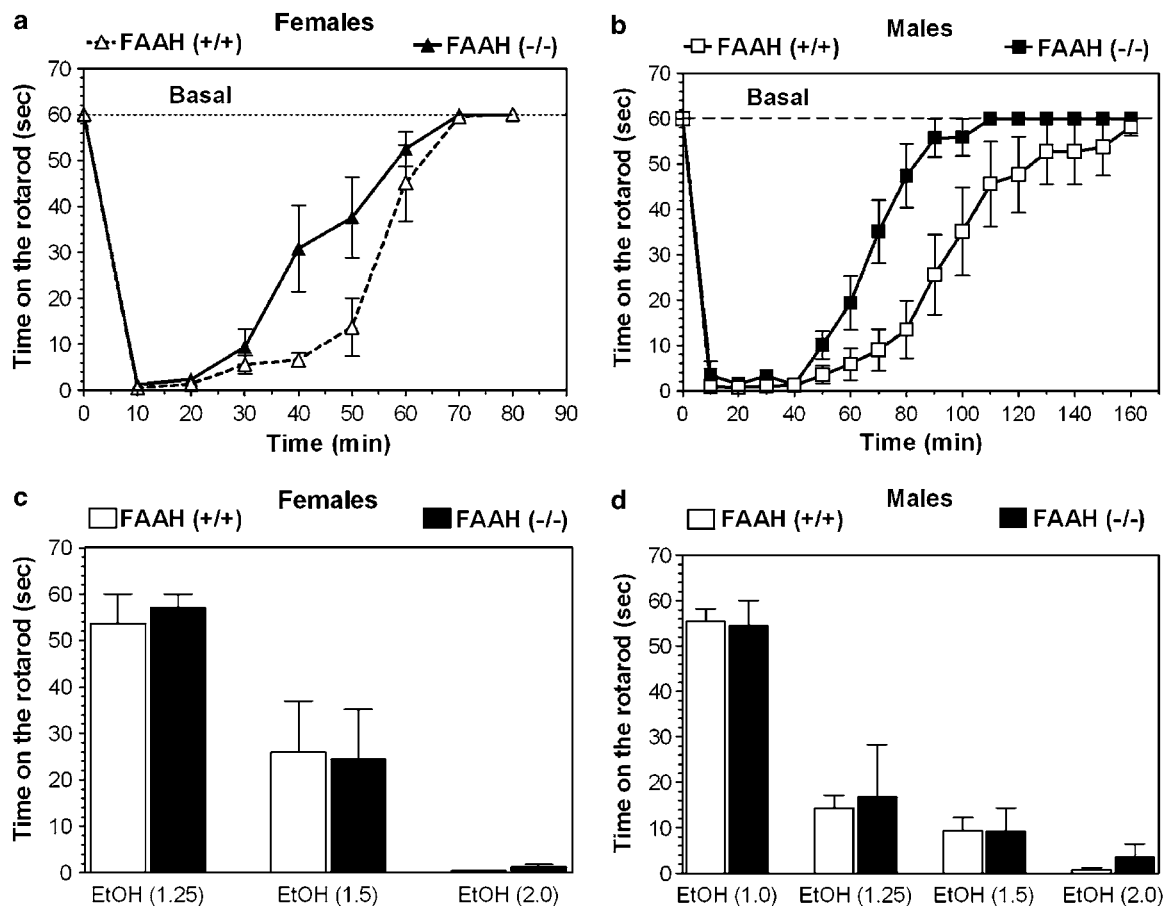 a
Females
FAAH (+/+)
FAAH (-/-)
Basal
Time on the rotarod (sec)
70
60
50
40
30
20
10
0
0 10 20 30 40 50 60 70 80 90
Time (min)
b
Males
FAAH (+/+)
FAAH (-/-)
Basal
Time on the rotarod (sec)
70
60
50
40
30
20
10
0
0 20 40 60 80 100 120 140 160
Time (min)
c
Females
FAAH (+/+)
FAAH (-/-)
Time on the rotarod (sec)
70
60
50
40
30
20
10
0
EtOH (1.25) EtOH (1.5) EtOH (2.0)
d
Males
FAAH (+/+)
FAAH (-/-)
Time on the rotarod (sec)
70
60
50
40
30
20
10
0
EtOH (1.0) EtOH (1.25) EtOH (1.5) EtOH (2.0)